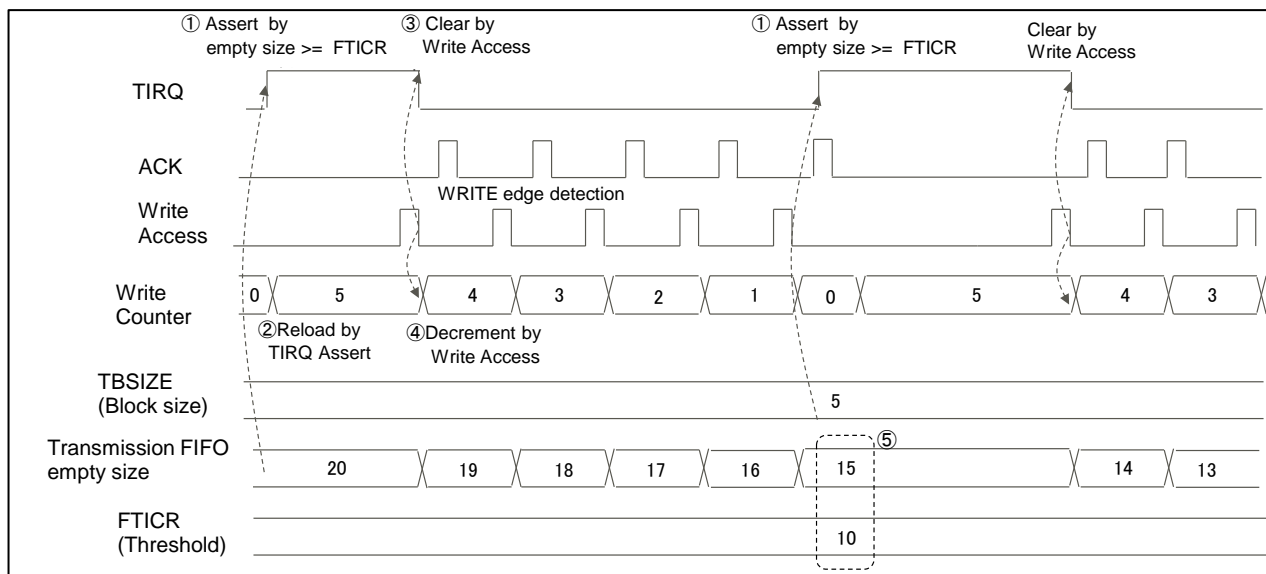 ① Assert by
empty size >= FTICR
③ Clear by
Write Access
① Assert by
empty size >= FTICR
Clear by
Write Access
TIRQ
ACK
WRITE edge detection
Write
Access
Write
Counter
0 5 4 3 2 1 0 5 4 3
②Reload by
TIRQ Assert
④Decrement by
Write Access
TBSIZE
(Block size)
5
Transmission FIFO
empty size
20 19 18 17 16 15 ⑤ 14 13
FTICR
(Threshold)
10